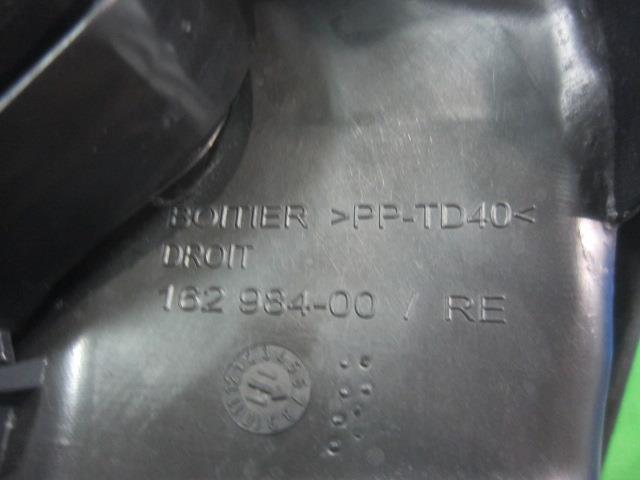 BOITIER >PP-TD40<
DROIT
162 984-00 / RE